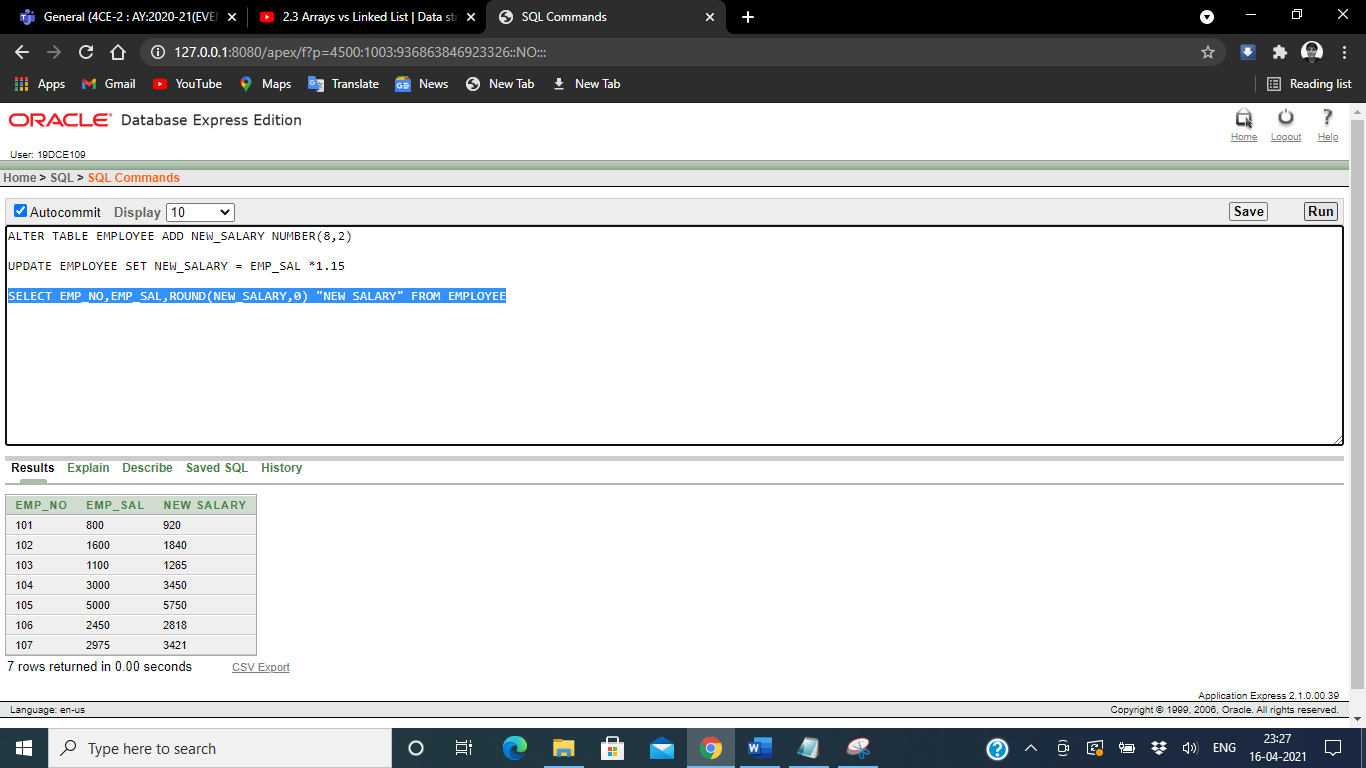 General (4CE-2 : AY:2020-21(EVE
2.3 Arrays vs Linked List | Data str
SQL Commands
127.0.0.1:8080/apex/f?p=4500:1003:936863846923326::NO:::
Apps Gmail YouTube Maps Translate News New Tab New Tab Reading list
ORACLE Database Express Edition
Home Logout Help
User: 19DCE109
Home > SQL > SQL Commands
Autocommit Display 10 Save Run
ALTER TABLE EMPLOYEE ADD NEW_SALARY NUMBER(8,2)
UPDATE EMPLOYEE SET NEW_SALARY = EMP_SAL *1.15
SELECT EMP_NO,EMP_SAL,ROUND(NEW_SALARY,0) "NEW SALARY" FROM EMPLOYEE
Results Explain Describe Saved SQL History
EMP_NO EMP_SAL NEW SALARY
101 800 920
102 1600 1840
103 1100 1265
104 3000 3450
105 5000 5750
106 2450 2818
107 2975 3421
7 rows returned in 0.00 seconds CSV Export
Application Express 2.1.0.00.39
Language: en-us Copyright © 1999, 2006, Oracle. All rights reserved.
Type here to search
ENG
23:27
16-04-2021